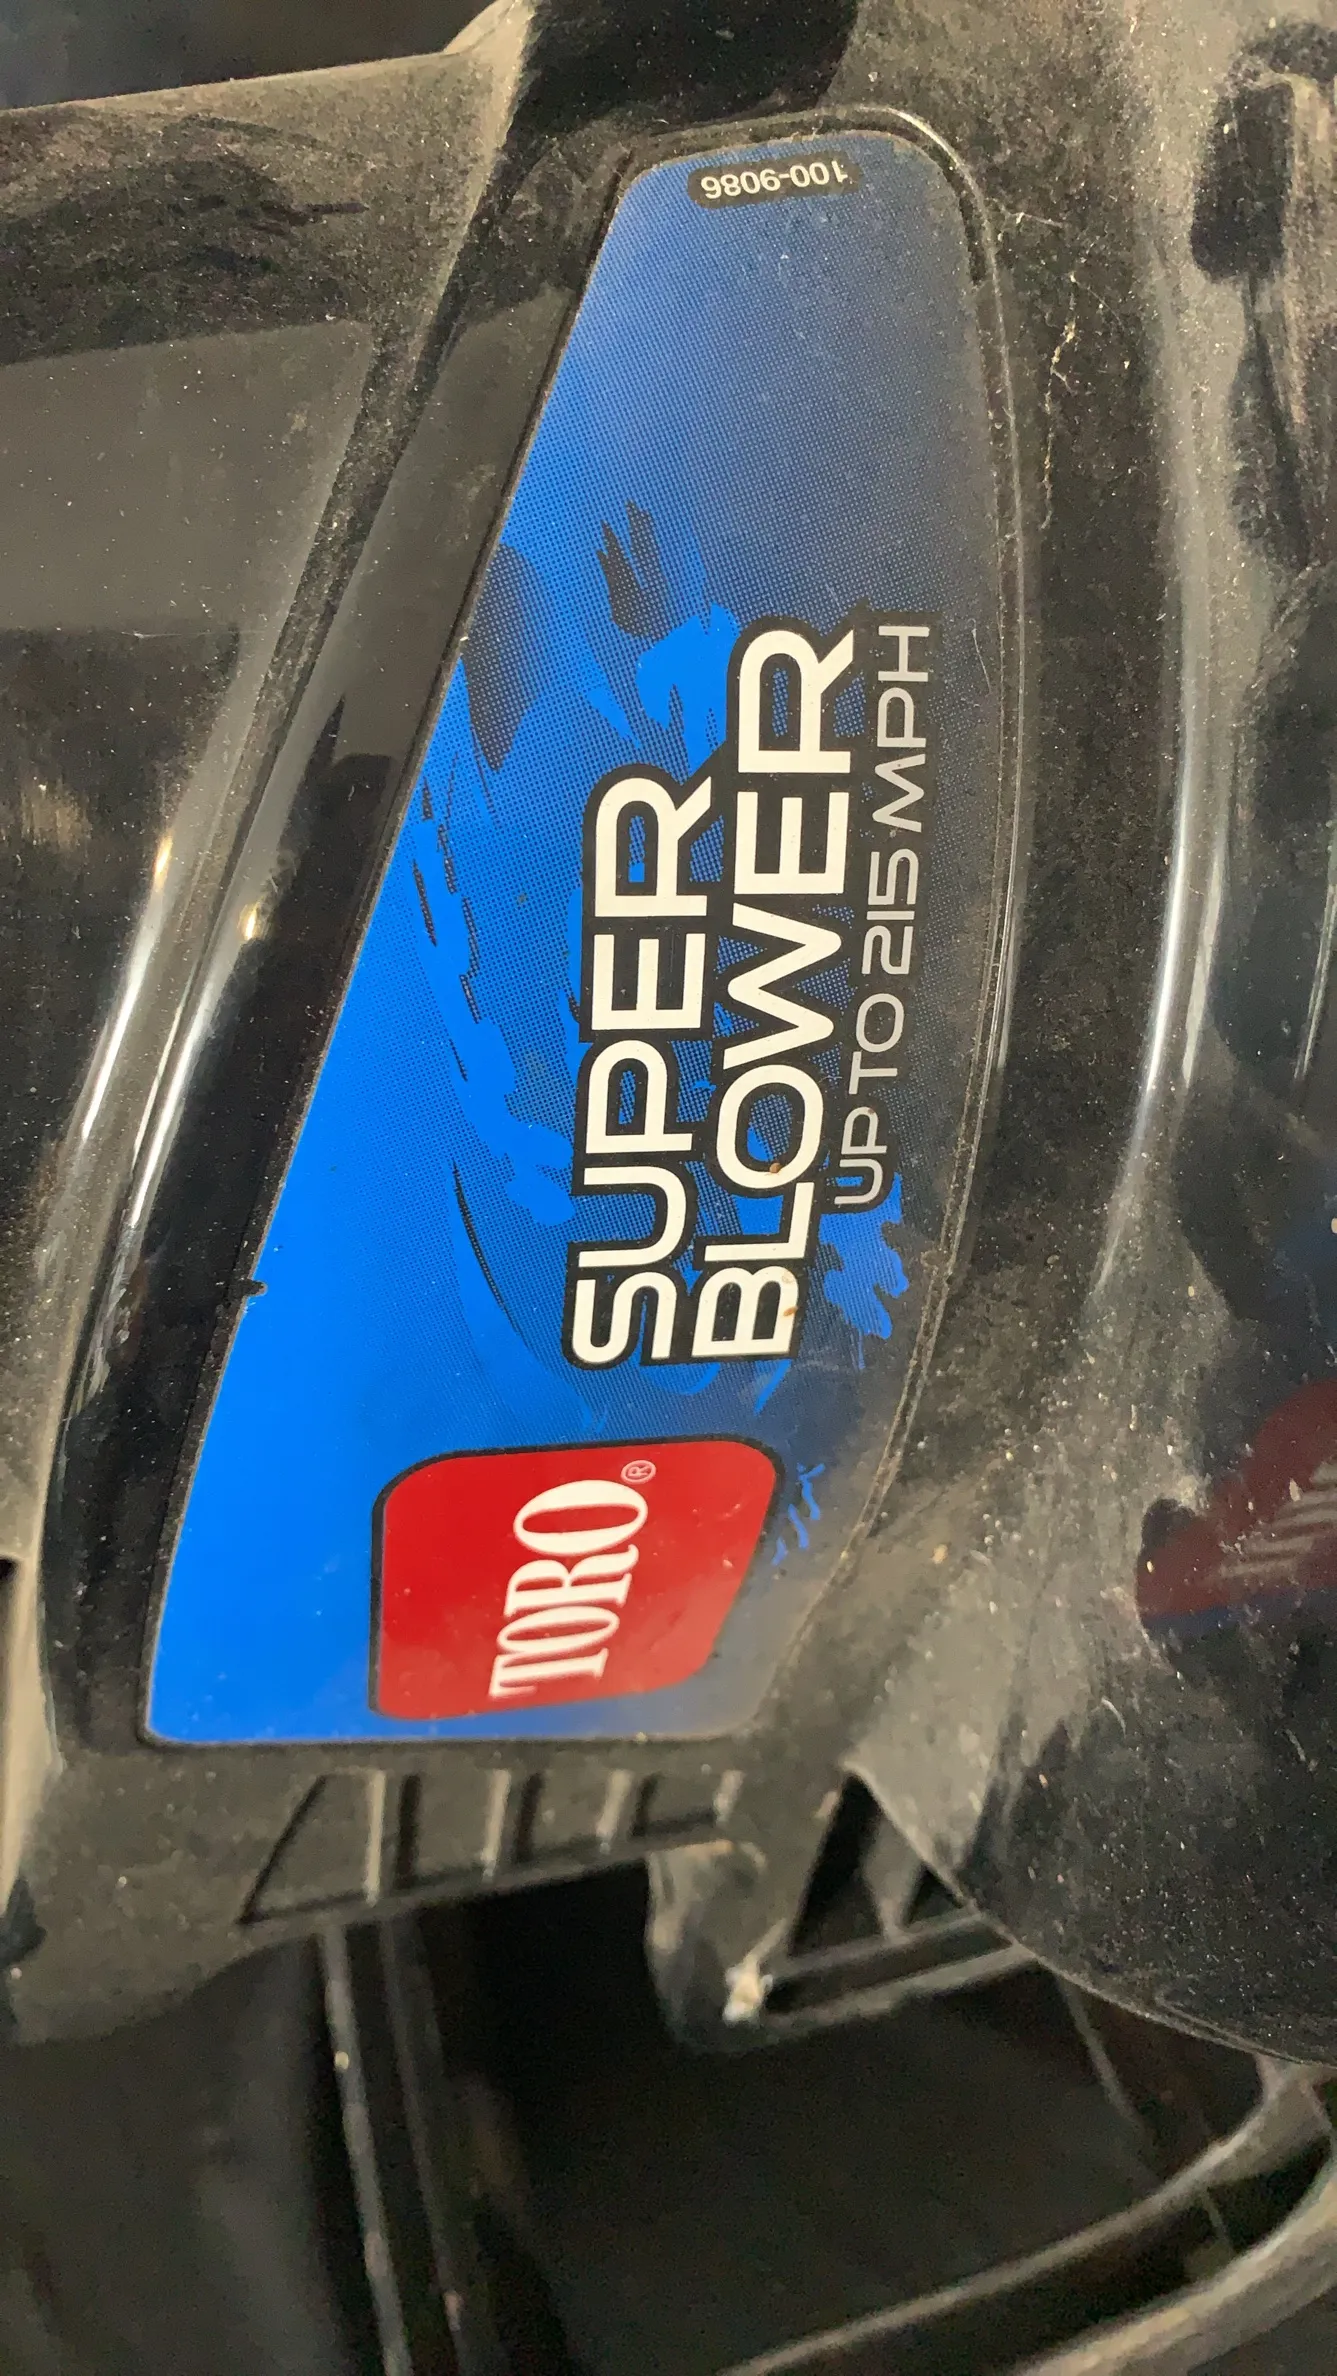 TORO®
SUPER
BLOWER
UP TO 215 MPH
100-9086